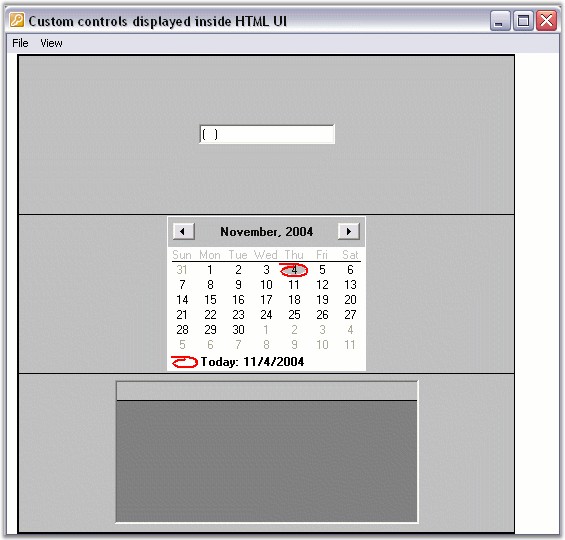 Custom controls displayed inside HTML UI
File View
( )
November, 2004
Sun Mon Tue Wed Thu Fri Sat
31 1 2 3 4 5 6
7 8 9 10 11 12 13
14 15 16 17 18 19 20
21 22 23 24 25 26 27
28 29 30 1 2 3 4
5 6 7 8 9 10 11
Today: 11/4/2004